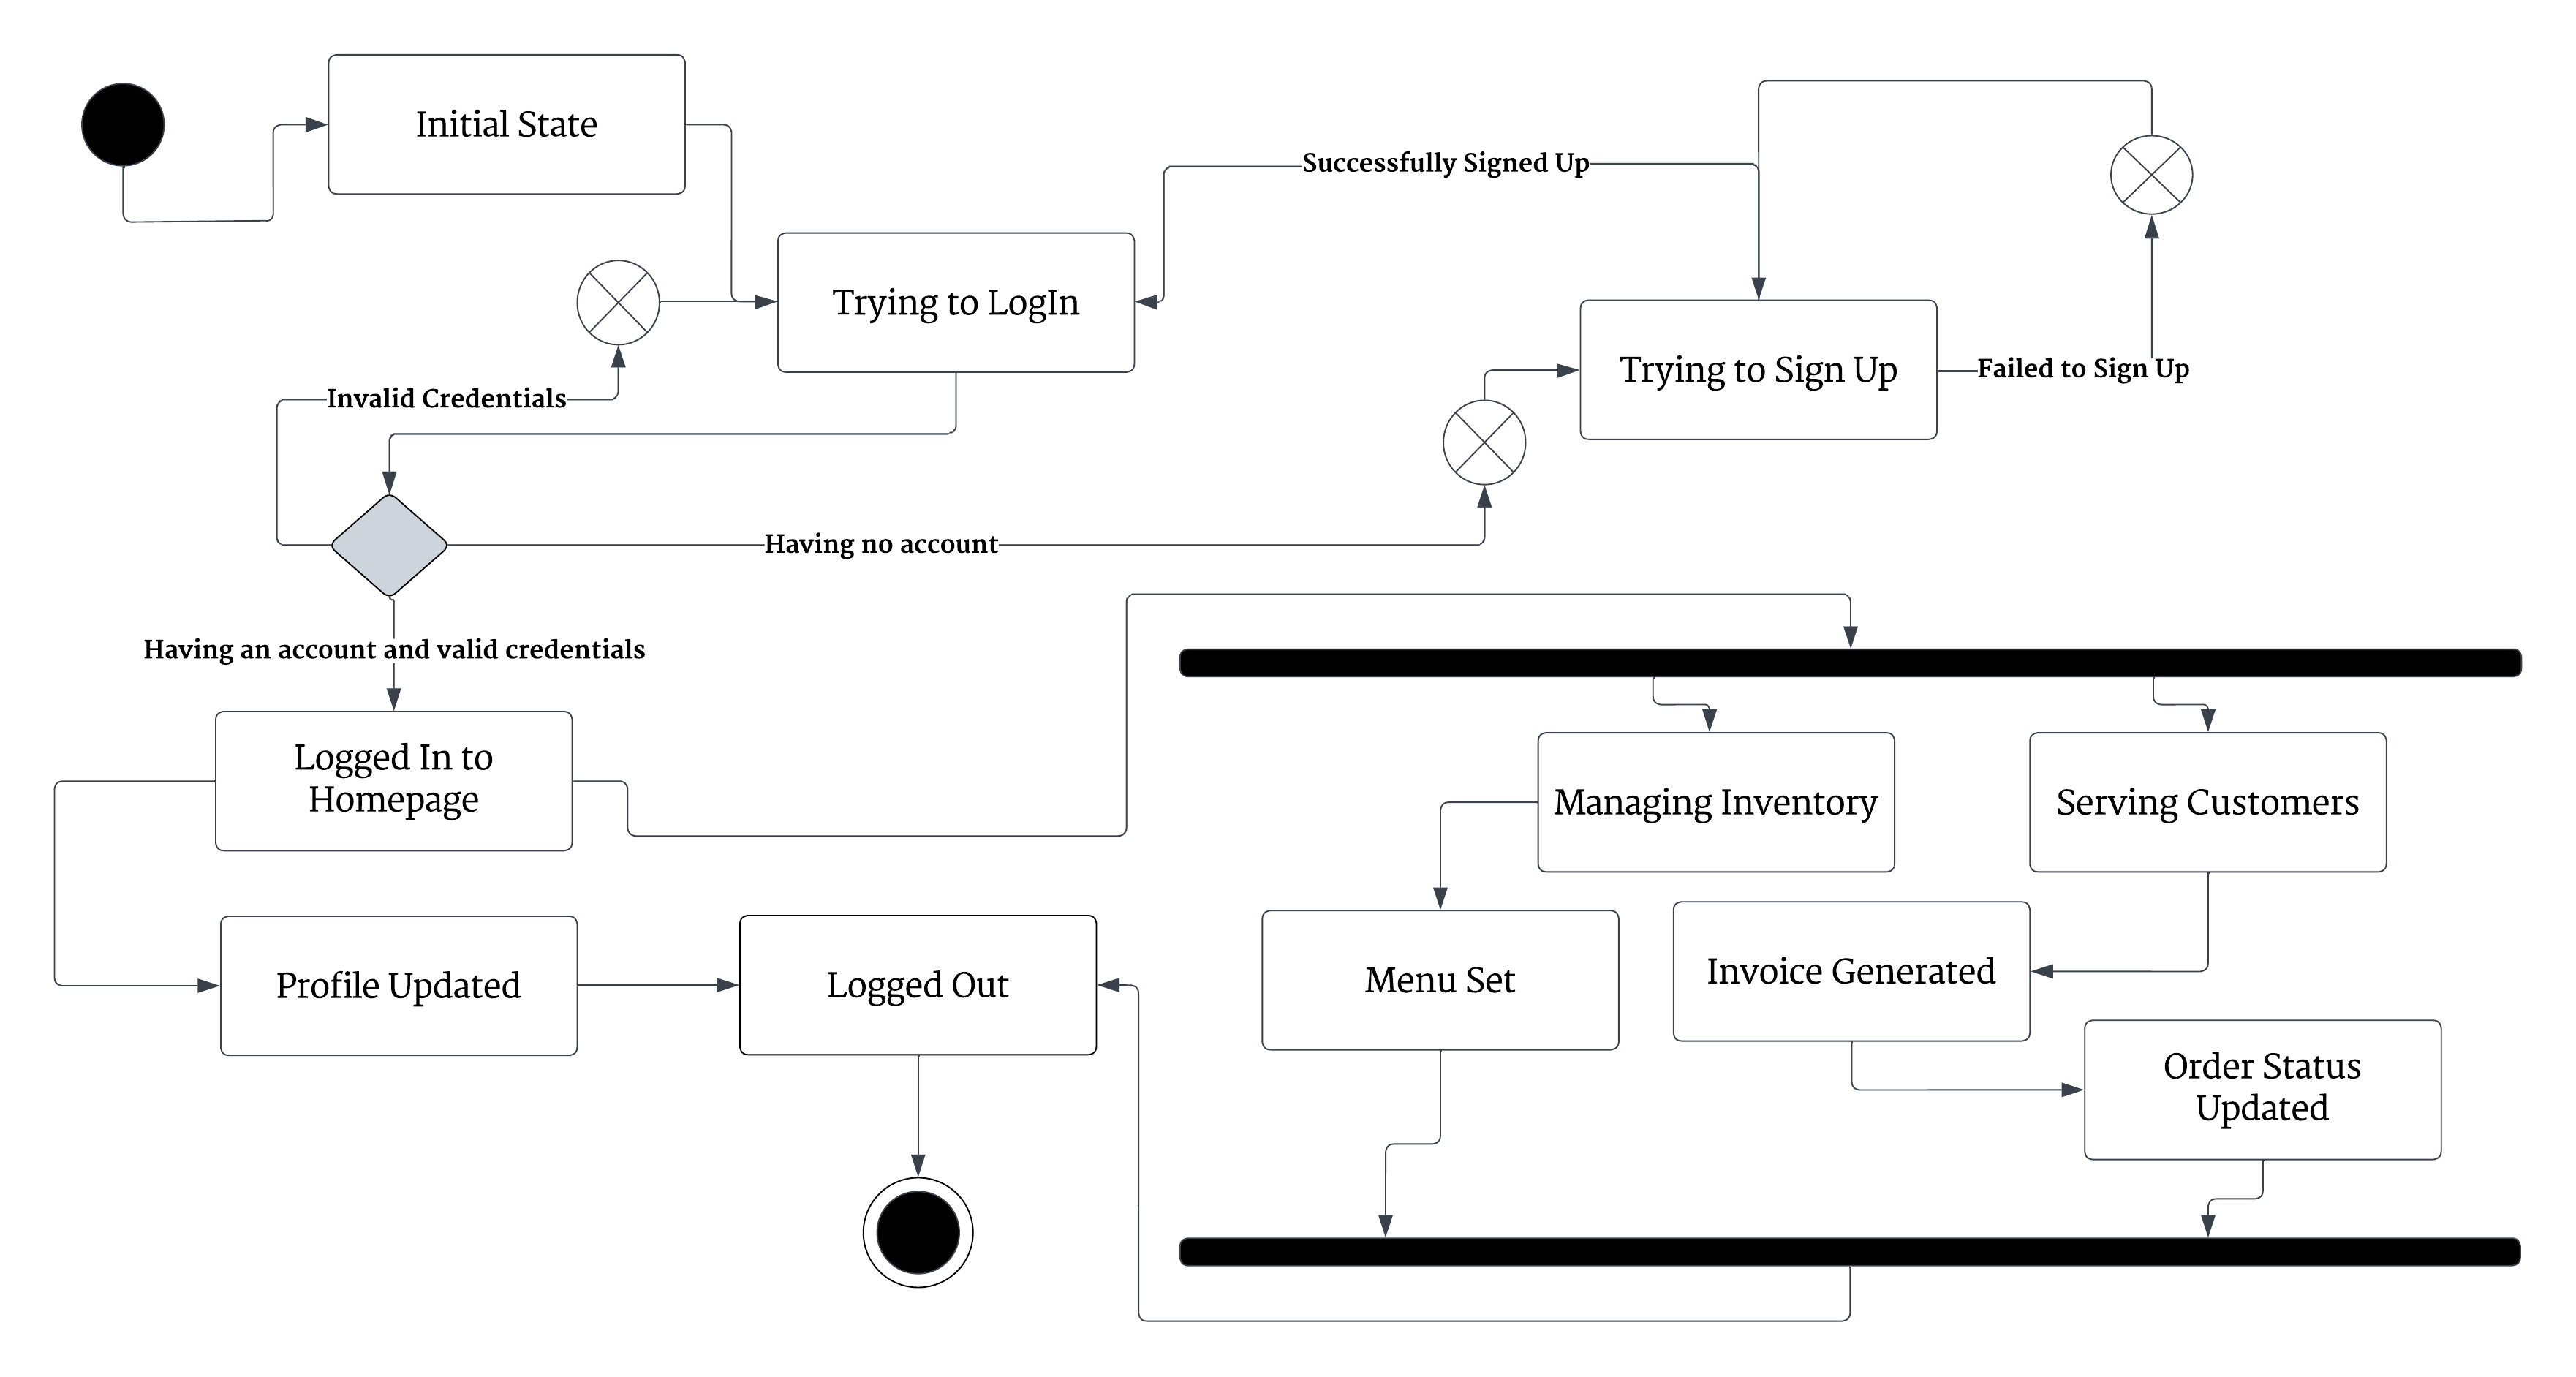 Initial State
Successfully Signed Up
Trying to LogIn
Trying to Sign Up
Failed to Sign Up
Invalid Credentials
Having no account
Having an account and valid credentials
Logged In to
Homepage
Managing Inventory
Serving Customers
Profile Updated
Logged Out
Menu Set
Invoice Generated
Order Status
Updated